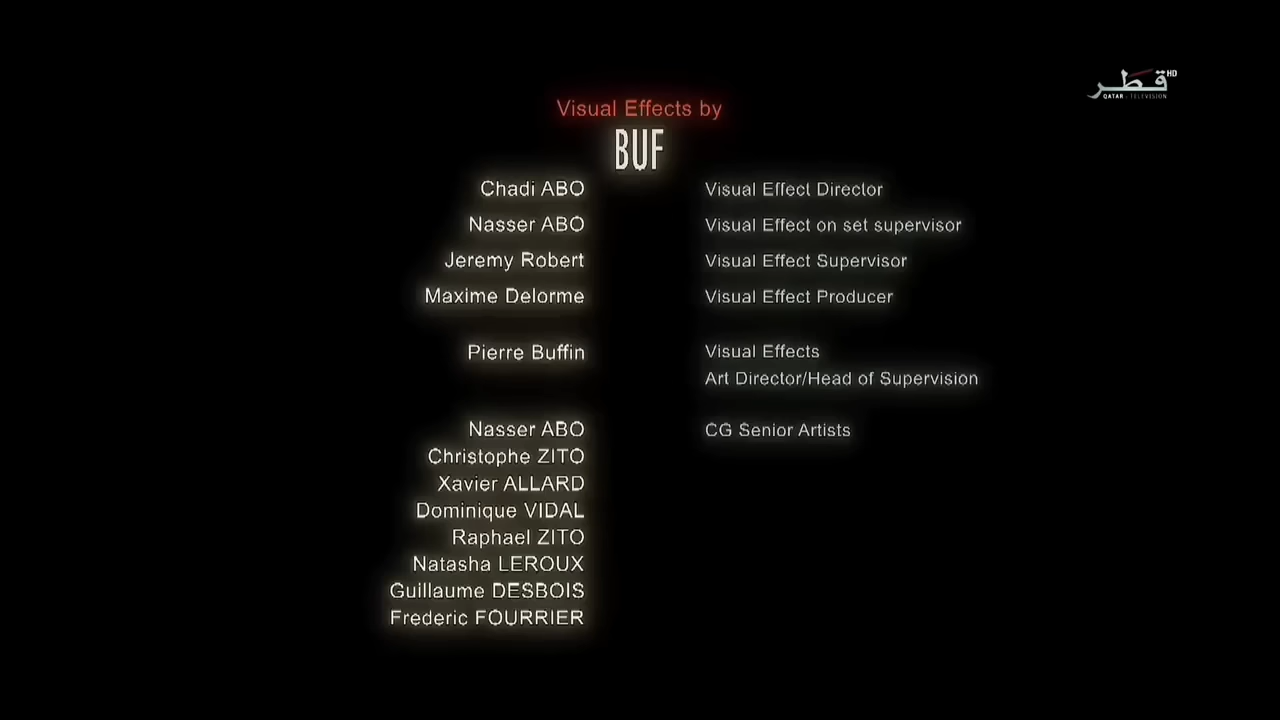 قطر HD
QATAR - TELEVISION
Visual Effects by
BUF
Chadi ABO Visual Effect Director
Nasser ABO Visual Effect on set supervisor
Jeremy Robert Visual Effect Supervisor
Maxime Delorme Visual Effect Producer
Pierre Buffin Visual Effects
Art Director/Head of Supervision
Nasser ABO CG Senior Artists
Christophe ZITO
Xavier ALLARD
Dominique VIDAL
Raphael ZITO
Natasha LEROUX
Guillaume DESBOIS
Frederic FOURRIER